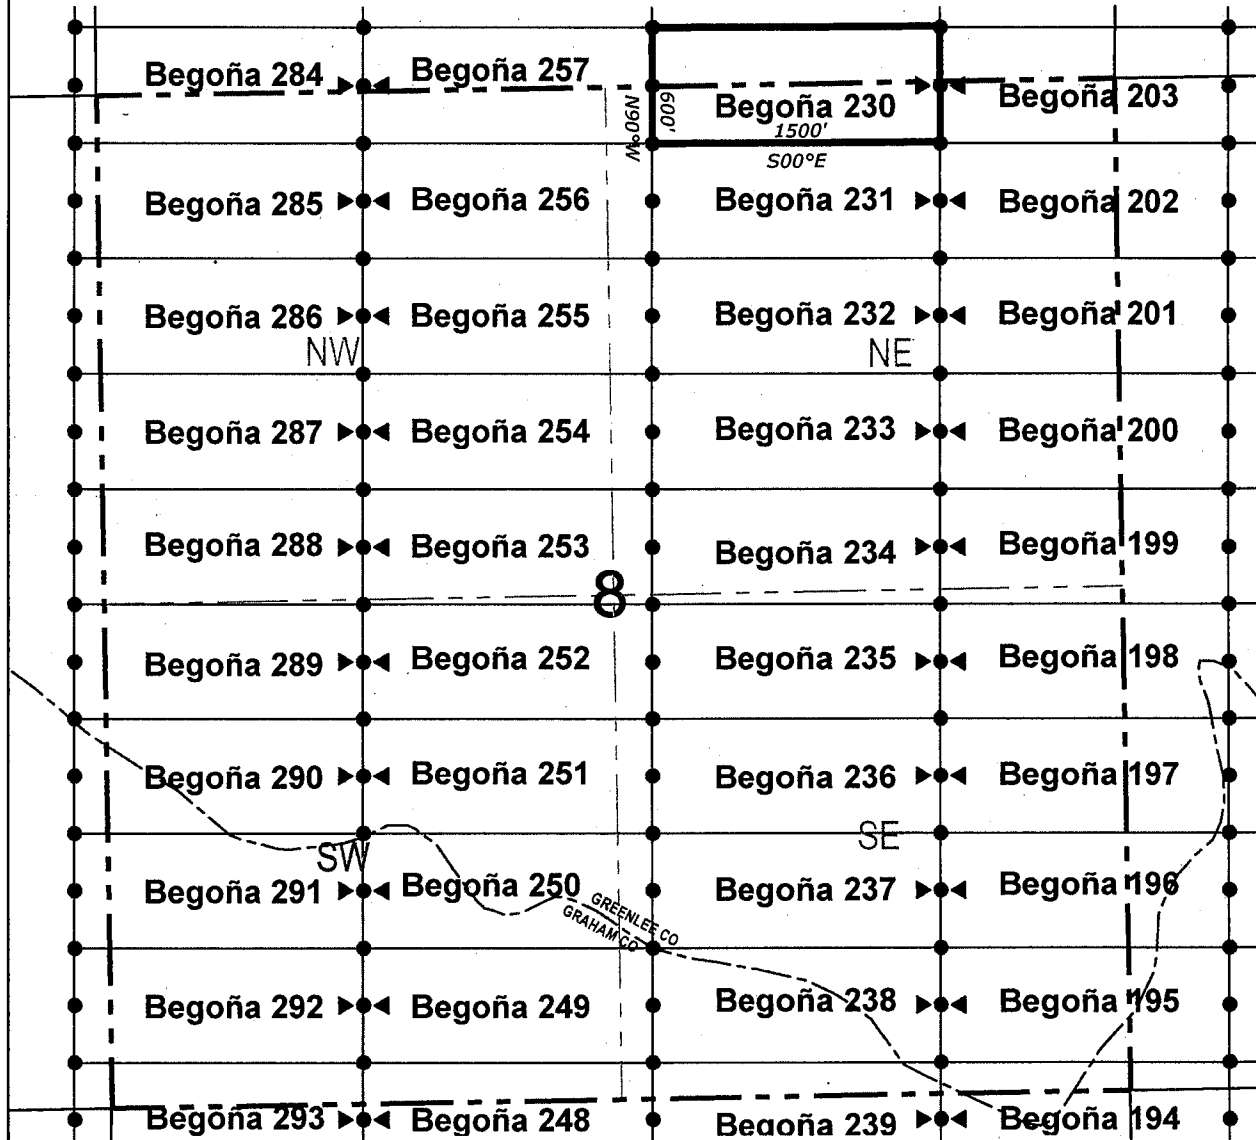 Begoña 284
Begoña 257
Begoña 230
Begoña 203
N90°W
600'
1500'
S00°E
Begoña 285
Begoña 256
Begoña 231
Begoña 202
Begoña 286
Begoña 255
Begoña 232
Begoña 201
NW
NE
Begoña 287
Begoña 254
Begoña 233
Begoña 200
Begoña 288
Begoña 253
Begoña 234
Begoña 199
8
Begoña 289
Begoña 252
Begoña 235
Begoña 198
Begoña 290
Begoña 251
Begoña 236
Begoña 197
SW
SE
Begoña 291
Begoña 250
Begoña 237
Begoña 196
GREENLEE CO
GRAHAM CO
Begoña 292
Begoña 249
Begoña 238
Begoña 195
Begoña 293
Begoña 248
Begoña 239
Begoña 194